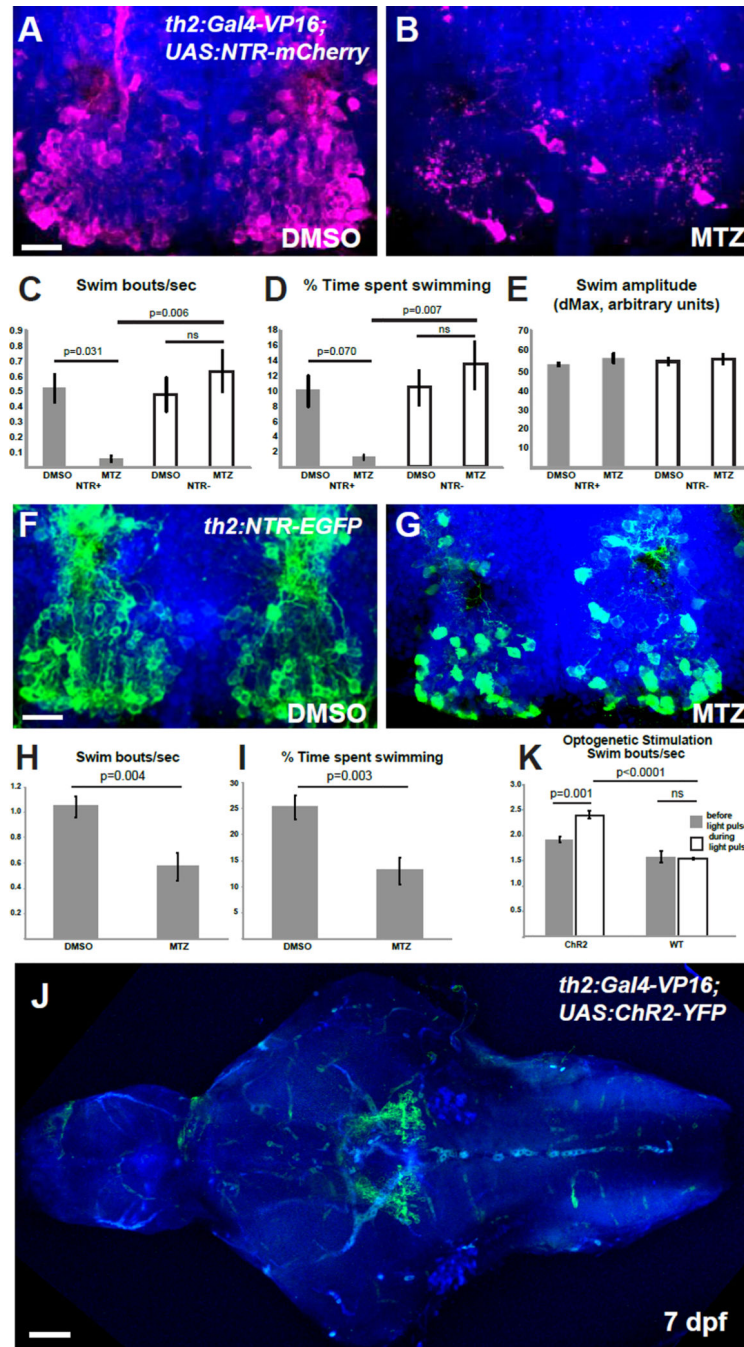 A
th2:Gal4-VP16;
UAS:NTR-mCherry
DMSO
B
MTZ
C
Swim bouts/sec
p=0.006
ns
p=0.031
0.9
0.8
0.7
0.6
0.5
0.4
0.3
0.2
0.1
DMSO MTZ DMSO MTZ
NTR+ NTR-
D
% Time spent swimming
p=0.007
ns
p=0.070
18
16
14
12
10
8
6
4
2
DMSO MTZ DMSO MTZ
NTR+ NTR-
E
Swim amplitude
(dMax, arbitrary units)
70
60
50
40
30
20
10
DMSO MTZ DMSO MTZ
NTR+ NTR-
F
th2:NTR-EGFP
DMSO
G
MTZ
H
Swim bouts/sec
p=0.004
1.2
1.0
0.8
0.6
0.4
0.2
DMSO MTZ
I
% Time spent swimming
p=0.003
30
25
20
15
10
5
DMSO MTZ
K
Optogenetic Stimulation
Swim bouts/sec
p<0.0001
p=0.001
ns
3.0
2.5
2.0
1.5
1.0
0.5
before
light pulse
during
light pulse
ChR2 WT
J
th2:Gal4-VP16;
UAS:ChR2-YFP
7 dpf